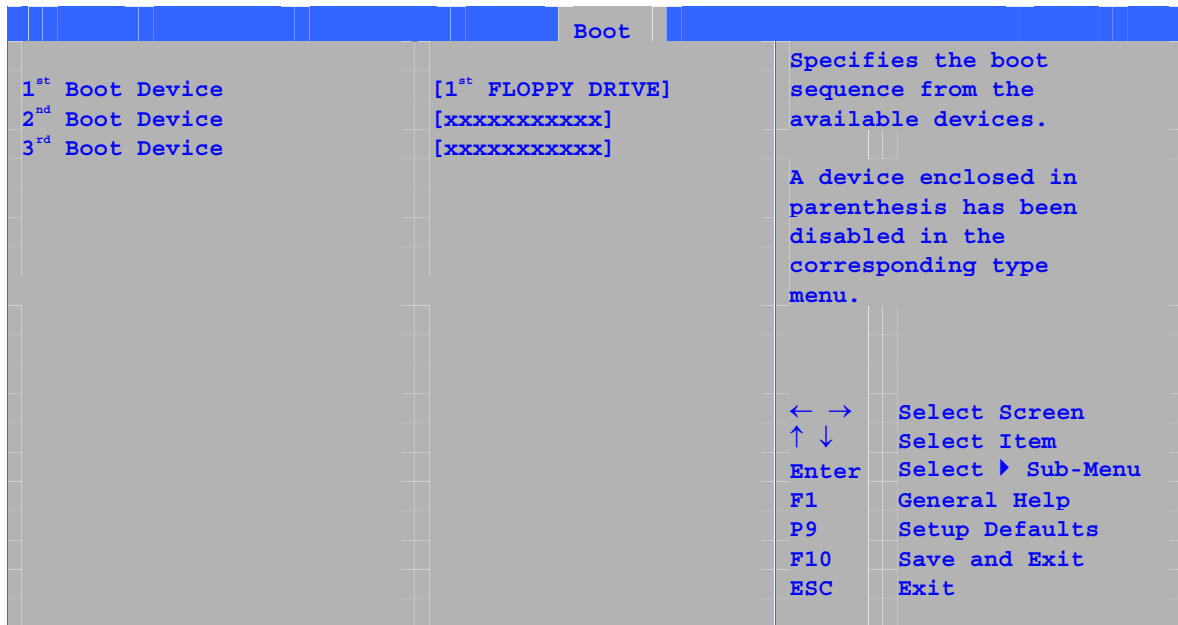 Boot
1st Boot Device [1st FLOPPY DRIVE]
2nd Boot Device [xxxxxxxxxxx]
3rd Boot Device [xxxxxxxxxxx]
Specifies the boot
sequence from the
available devices.
A device enclosed in
parenthesis has been
disabled in the
corresponding type
menu.
← → Select Screen
↑ ↓ Select Item
Enter Select ▶ Sub-Menu
F1 General Help
P9 Setup Defaults
F10 Save and Exit
ESC Exit